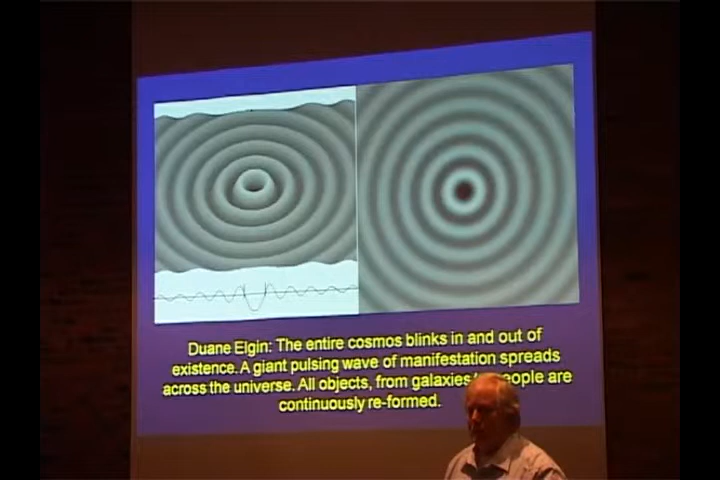 Duane Elgin: The entire cosmos blinks in and out of
existence. A giant pulsing wave of manifestation spreads
across the universe. All objects, from galaxies people are
continuously re-formed.